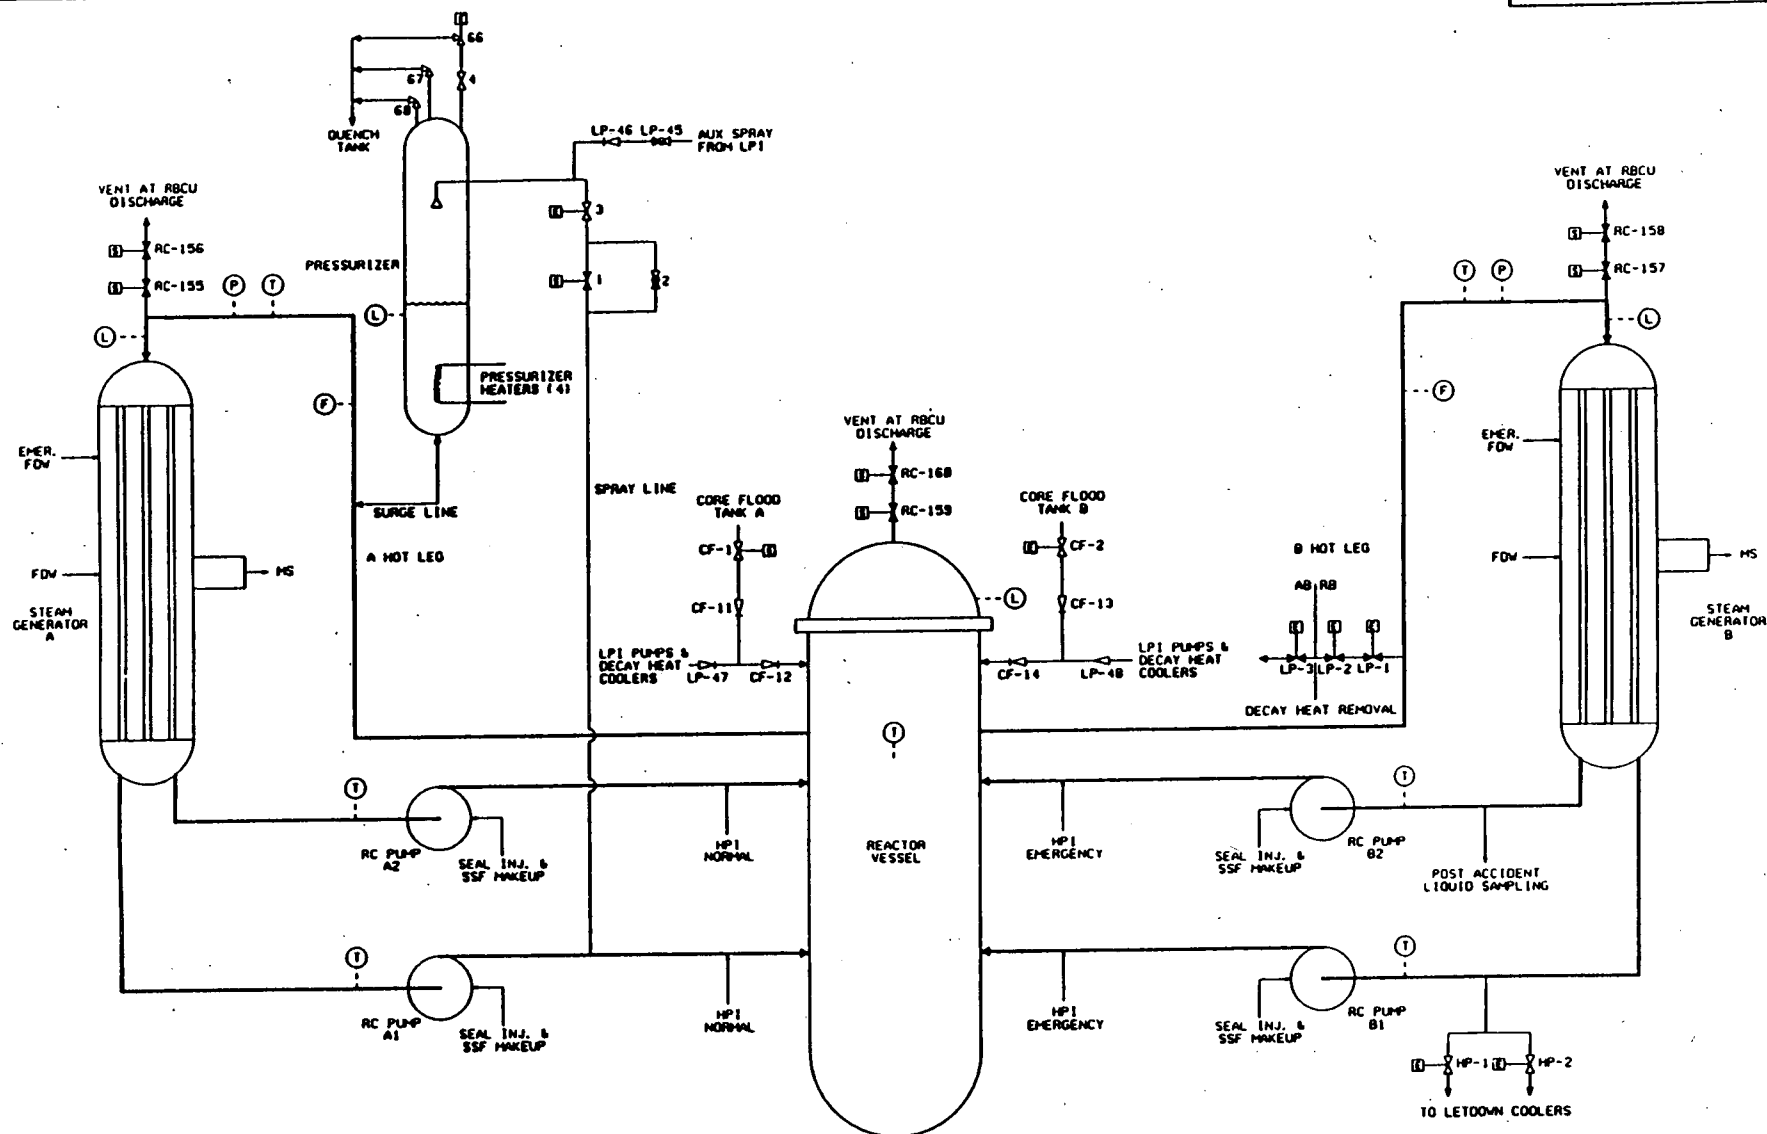 66
67
4
68
QUENCH
TANK
LP-46 LP-45
AUX SPRAY
FROM LPI
VENT AT RBCU
DISCHARGE
S
RC-156
S
RC-155
P
T
L
PRESSURIZER
L
E
3
1
2
PRESSURIZER
HEATERS (4)
F
VENT AT RBCU
DISCHARGE
S
RC-158
S
RC-157
T
P
L
F
EMER.
FDW
FDW
MS
STEAM
GENERATOR
A
SURGE LINE
A HOT LEG
SPRAY LINE
VENT AT RBCU
DISCHARGE
RC-160
RC-159
CORE FLOOD
TANK A
CF-1
CF-11
CORE FLOOD
TANK B
CF-2
CF-13
L
LPI PUMPS &
DECAY HEAT
COOLERS
LP-47
CF-12
CF-14
LP-48
LPI PUMPS &
DECAY HEAT
COOLERS
B HOT LEG
AB RB
E
E
E
LP-3
LP-2
LP-1
DECAY HEAT REMOVAL
EMER.
FDW
FDW
MS
STEAM
GENERATOR
B
T
T
RC PUMP
A2
SEAL INJ. &
SSF MAKEUP
HPI
NORMAL
REACTOR
VESSEL
HPI
EMERGENCY
SEAL INJ. &
SSF MAKEUP
RC PUMP
B2
T
POST ACCIDENT
LIQUID SAMPLING
T
RC PUMP
A1
SEAL INJ. &
SSF MAKEUP
HPI
NORMAL
HPI
EMERGENCY
SEAL INJ. &
SSF MAKEUP
RC PUMP
B1
T
E
HP-1
E
HP-2
TO LETDOWN COOLERS